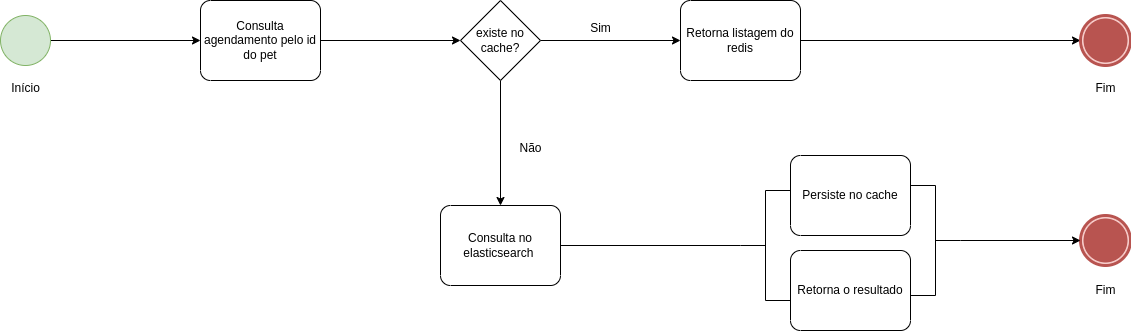 Início
Consulta
agendamento pelo id
do pet
existe no
cache?
Sim
Retorna listagem do
redis
Fim
Não
Consulta no
elasticsearch
Persiste no cache
Retorna o resultado
Fim